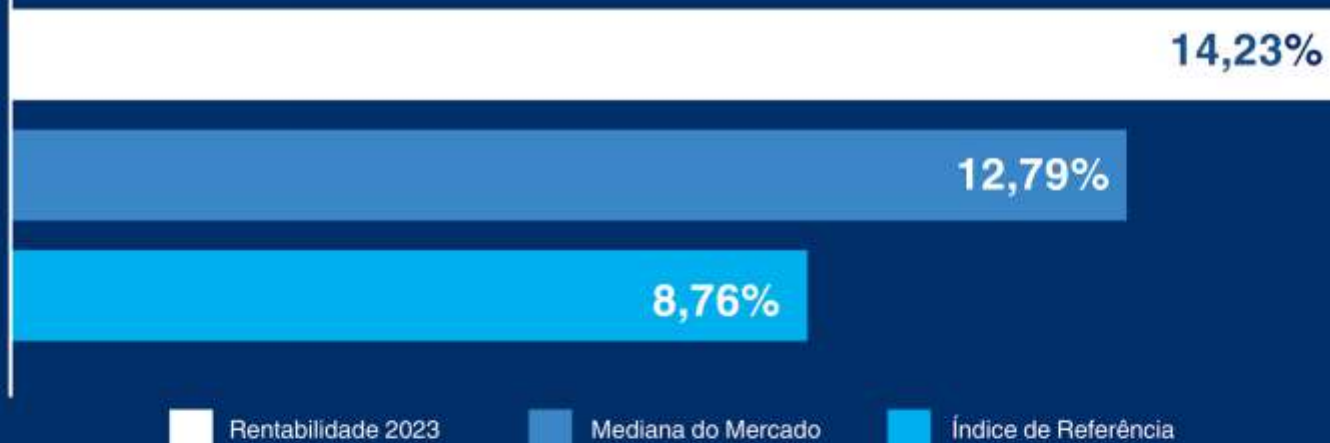 14,23%
12,79%
8,76%
Rentabilidade 2023 Mediana do Mercado Índice de Referência